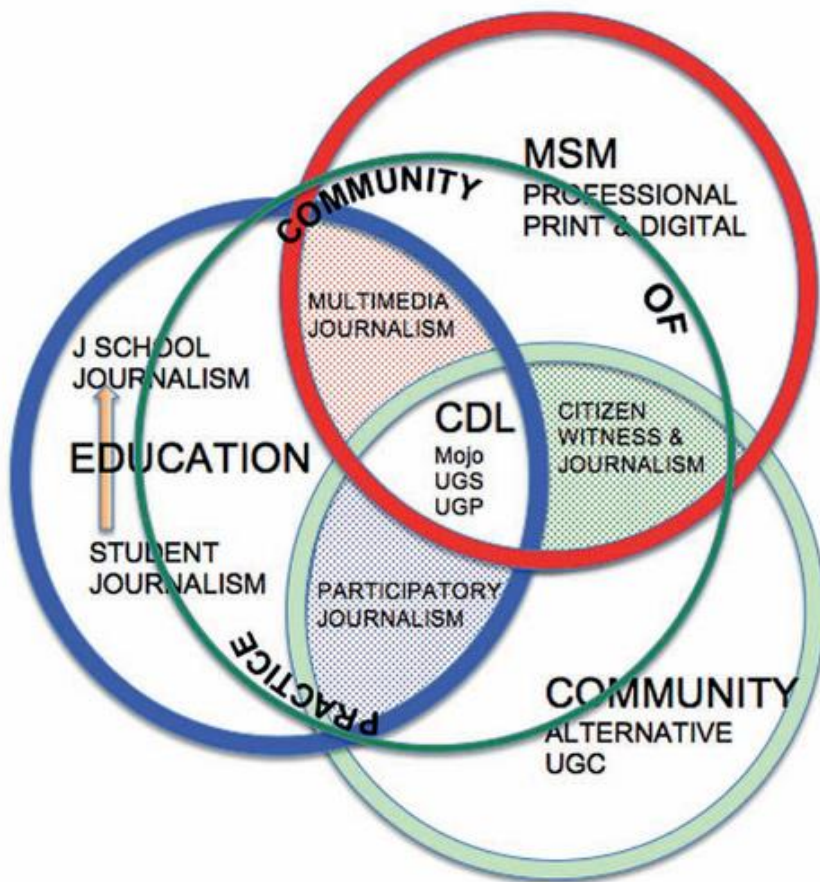 MSM
PROFESSIONAL
PRINT & DIGITAL
COMMUNITY
OF
PRACTICE
MULTIMEDIA
JOURNALISM
J SCHOOL
JOURNALISM
EDUCATION
STUDENT
JOURNALISM
CDL
Mojo
UGS
UGP
CITIZEN
WITNESS &
JOURNALISM
PARTICIPATORY
JOURNALISM
COMMUNITY
ALTERNATIVE
UGC